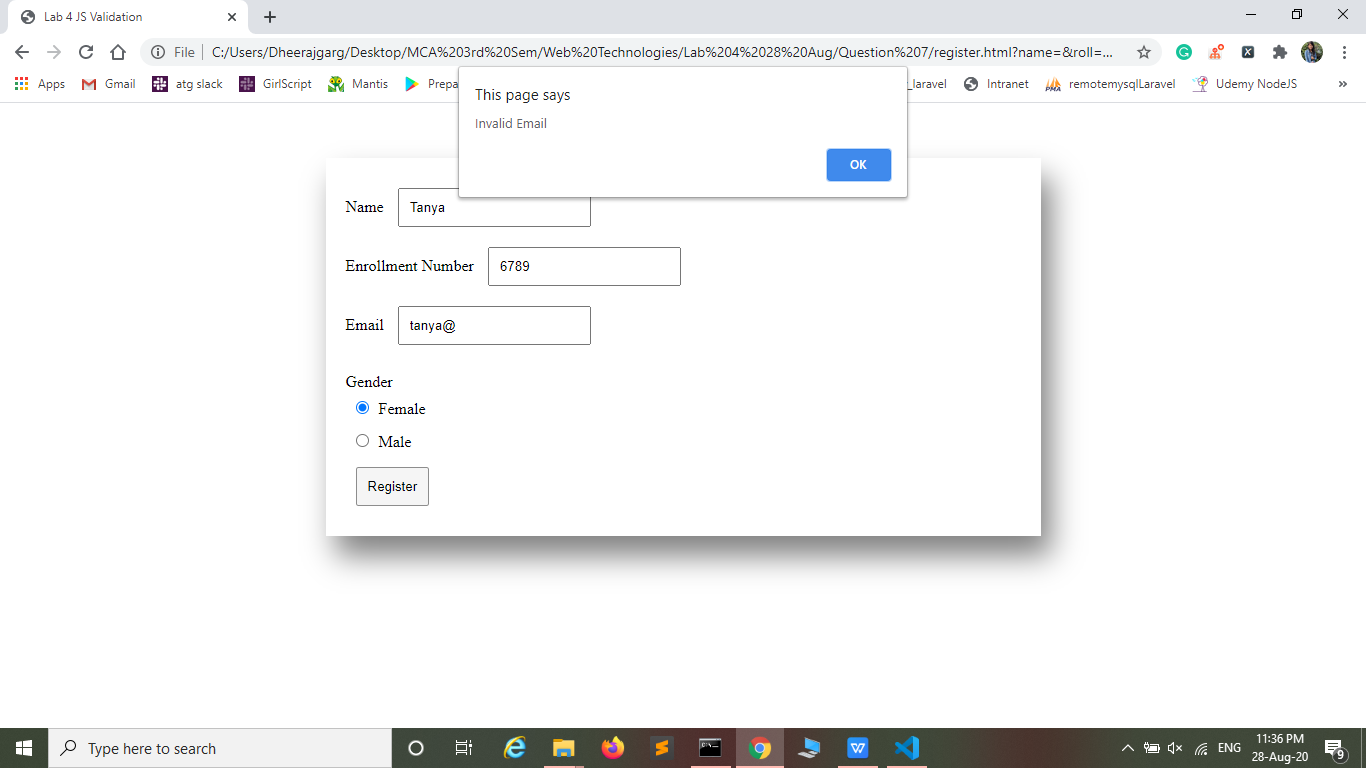 Lab 4 JS Validation
File C:/Users/Dheerajgarg/Desktop/MCA%203rd%20Sem/Web%20Technologies/Lab%204%2028%20Aug/Question%207/register.html?name=&roll=...
Apps Gmail atg slack GirlScript Mantis Prepa _laravel Intranet remotemysqlLaravel Udemy NodeJS »
This page says
Invalid Email
OK
Name Tanya
Enrollment Number 6789
Email tanya@
Gender
Female
Male
Register
Type here to search
ENG
11:36 PM
28-Aug-20
9